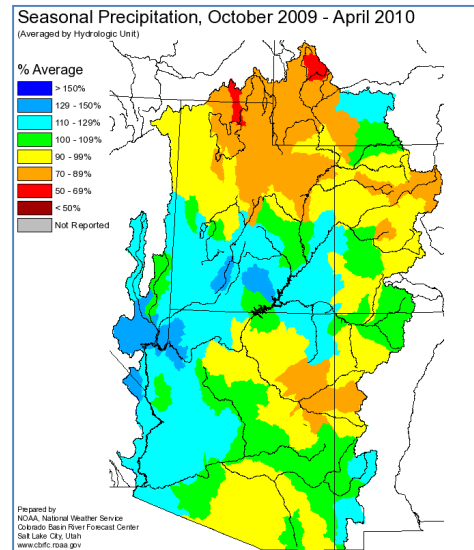 Seasonal Precipitation, October 2009 - April 2010
(Averaged by Hydrologic Unit)
% Average
> 150%
129 - 150%
110 - 129%
100 - 109%
90 - 99%
70 - 89%
50 - 69%
< 50%
Not Reported
Prepared by
NOAA, National Weather Service
Colorado Basin River Forecast Center
Salt Lake City, Utah
www.cbrfc.noaa.gov